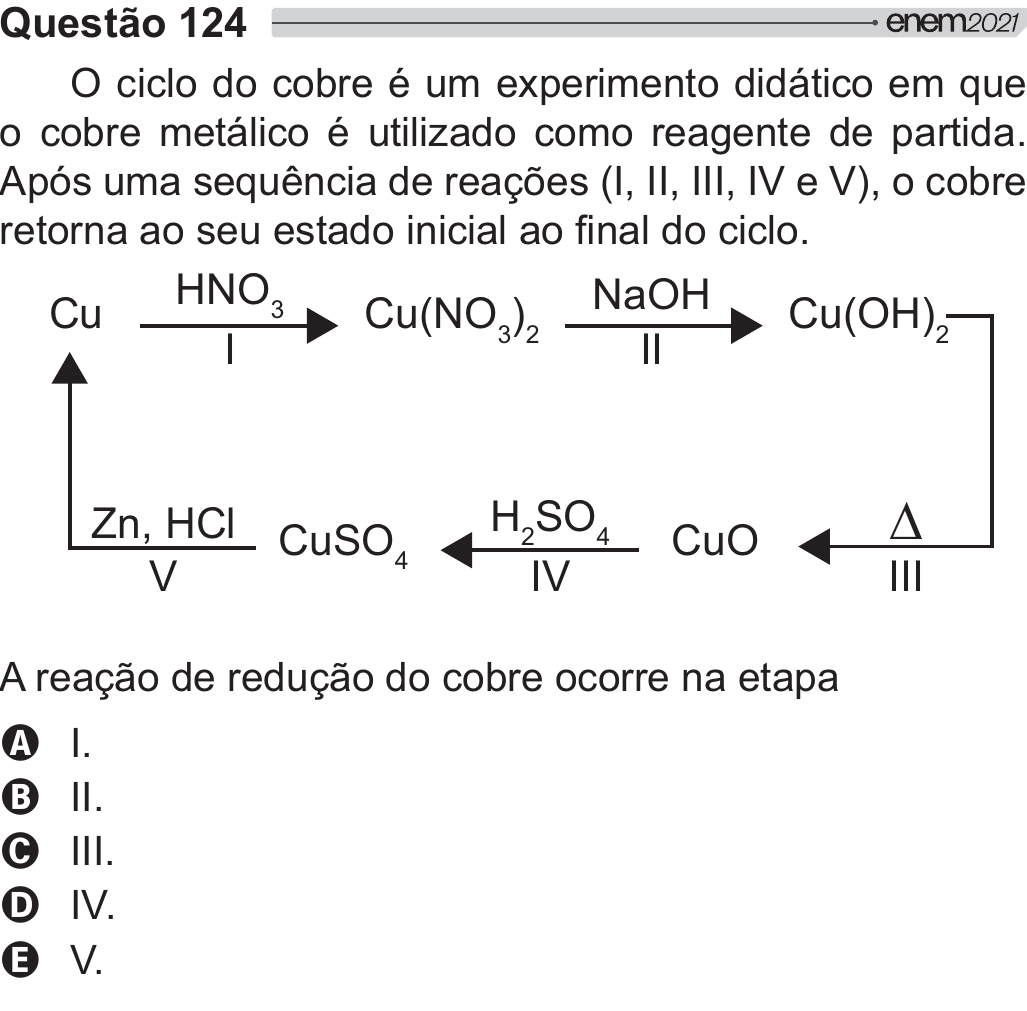 Questão 124 enem2021
O ciclo do cobre é um experimento didático em que
o cobre metálico é utilizado como reagente de partida.
Após uma sequência de reações (I, II, III, IV e V), o cobre
retorna ao seu estado inicial ao final do ciclo.
Cu HNO₃ I Cu(NO₃)₂ NaOH II Cu(OH)₂
Zn, HCl V CuSO₄ H₂SO₄ IV CuO Δ III
A reação de redução do cobre ocorre na etapa
A I.
B II.
C III.
D IV.
E V.